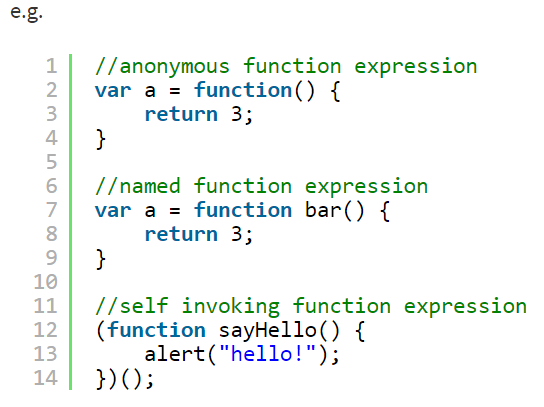 e.g.
1 //anonymous function expression
2 var a = function() {
3     return 3;
4 }
5
6 //named function expression
7 var a = function bar() {
8     return 3;
9 }
10
11 //self invoking function expression
12 (function sayHello() {
13     alert("hello!");
14 })();